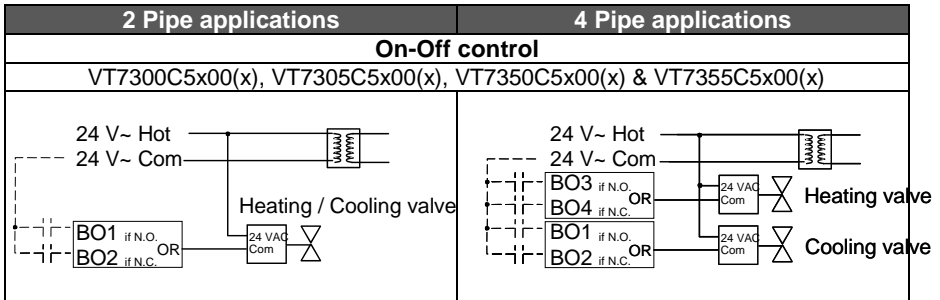 2 Pipe applications
4 Pipe applications
On-Off control
VT7300C5x00(x), VT7305C5x00(x), VT7350C5x00(x) & VT7355C5x00(x)
24 V~ Hot
24 V~ Com
Heating / Cooling valve
BO1 if N.O.
BO2 if N.C.
OR
24 VAC
Com
24 V~ Hot
24 V~ Com
BO3 if N.O.
BO4 if N.C.
OR
24 VAC
Com
Heating valve
BO1 if N.O.
BO2 if N.C.
OR
24 VAC
Com
Cooling valve